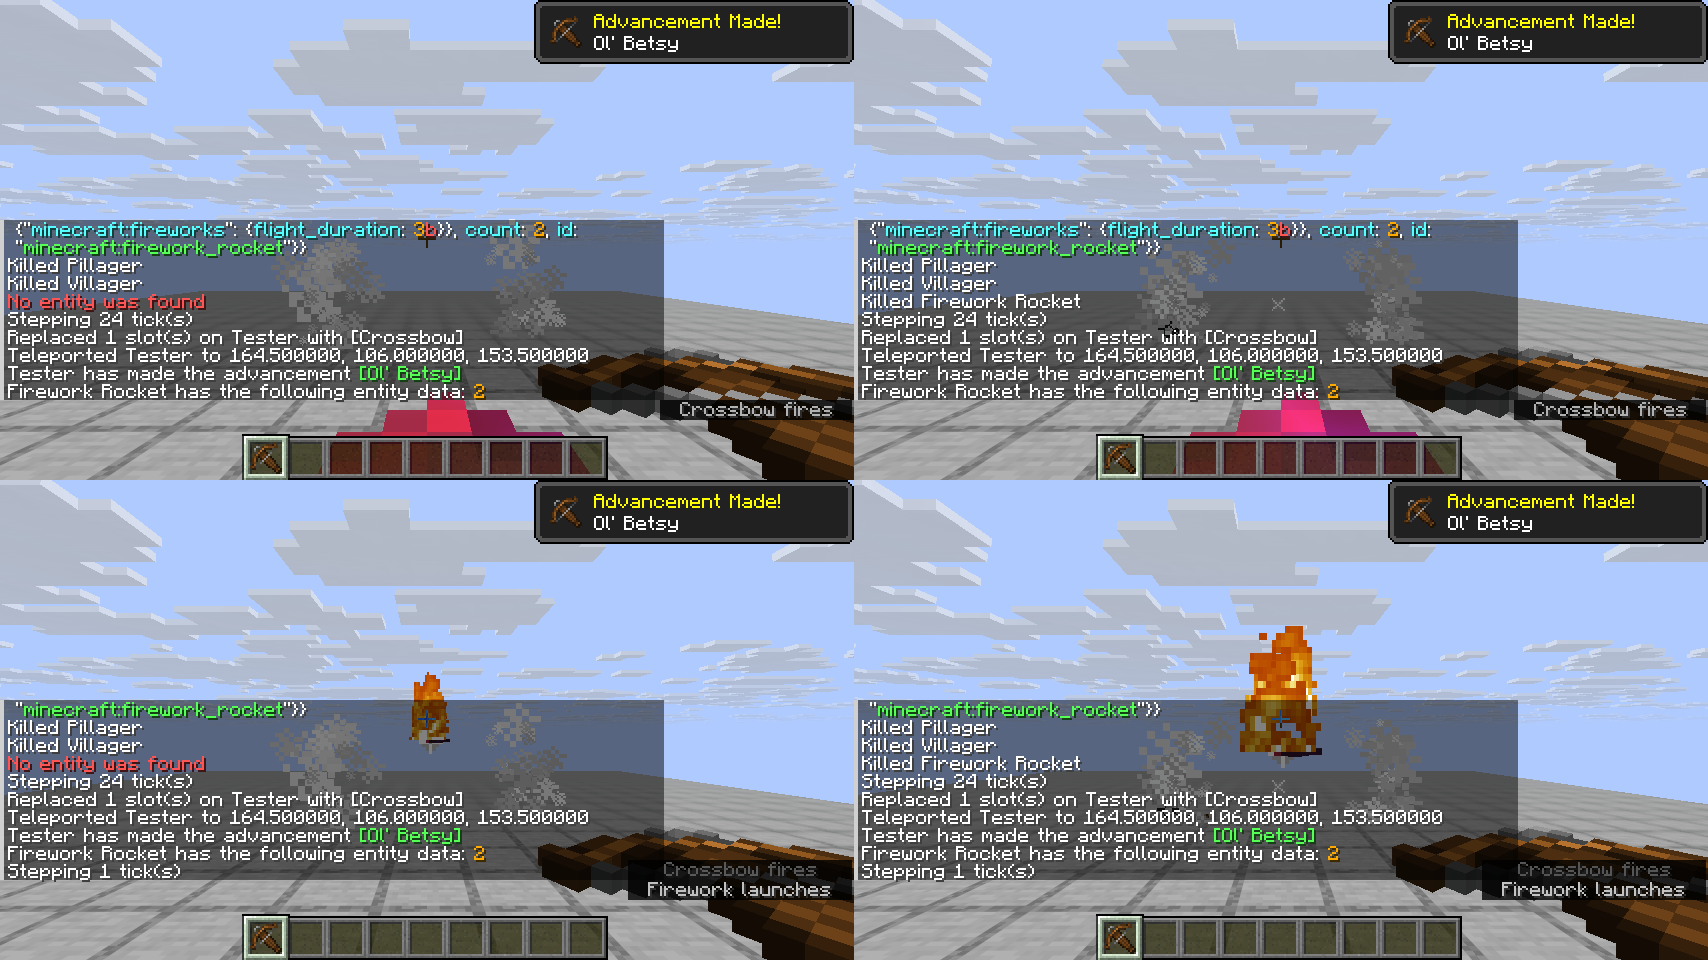 Advancement Made!
Ol' Betsy
{"minecraft:fireworks": {flight_duration: 3b}}, count: 2, id:
"minecraft:firework_rocket"}}
Killed Pillager
Killed Villager
No entity was found
Stepping 24 tick(s)
Replaced 1 slot(s) on Tester with [Crossbow]
Teleported Tester to 164.500000, 106.000000, 153.500000
Tester has made the advancement [Ol' Betsy]
Firework Rocket has the following entity data: 2
Crossbow fires
Advancement Made!
Ol' Betsy
{"minecraft:fireworks": {flight_duration: 3b}}, count: 2, id:
"minecraft:firework_rocket"}}
Killed Pillager
Killed Villager
Killed Firework Rocket
Stepping 24 tick(s)
Replaced 1 slot(s) on Tester with [Crossbow]
Teleported Tester to 164.500000, 106.000000, 153.500000
Tester has made the advancement [Ol' Betsy]
Firework Rocket has the following entity data: 2
Crossbow fires
Advancement Made!
Ol' Betsy
"minecraft:firework_rocket"}}
Killed Pillager
Killed Villager
No entity was found
Stepping 24 tick(s)
Replaced 1 slot(s) on Tester with [Crossbow]
Teleported Tester to 164.500000, 106.000000, 153.500000
Tester has made the advancement [Ol' Betsy]
Firework Rocket has the following entity data: 2
Stepping 1 tick(s)
Crossbow fires
Firework launches
Advancement Made!
Ol' Betsy
"minecraft:firework_rocket"}}
Killed Pillager
Killed Villager
Killed Firework Rocket
Stepping 24 tick(s)
Replaced 1 slot(s) on Tester with [Crossbow]
Teleported Tester to 164.500000, 106.000000, 153.500000
Tester has made the advancement [Ol' Betsy]
Firework Rocket has the following entity data: 2
Stepping 1 tick(s)
Crossbow fires
Firework launches